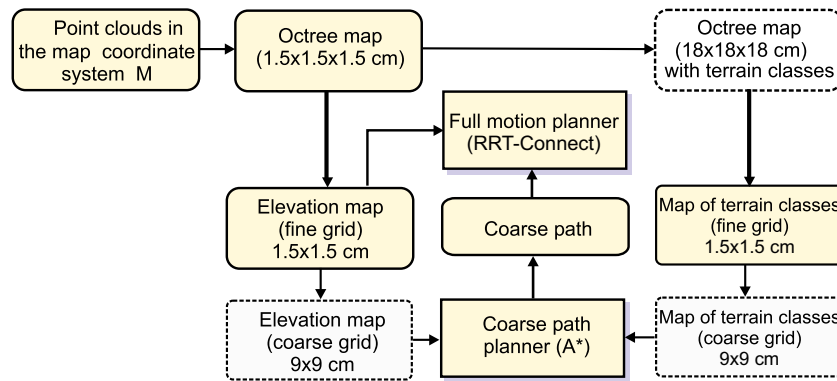 Point clouds in
the map coordinate
system M
Octree map
(1.5x1.5x1.5 cm)
Octree map
(18x18x18 cm)
with terrain classes
Full motion planner
(RRT-Connect)
Elevation map
(fine grid)
1.5x1.5 cm
Coarse path
Map of terrain classes
(fine grid)
1.5x1.5 cm
Elevation map
(coarse grid)
9x9 cm
Coarse path
planner (A*)
Map of terrain classes
(coarse grid)
9x9 cm